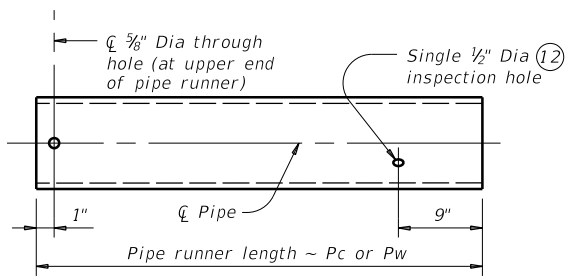 ℄ ⅝" Dia through
hole (at upper end
of pipe runner)
Single ½" Dia 12
inspection hole
℄ Pipe
1"
9"
Pipe runner length ~ Pc or Pw